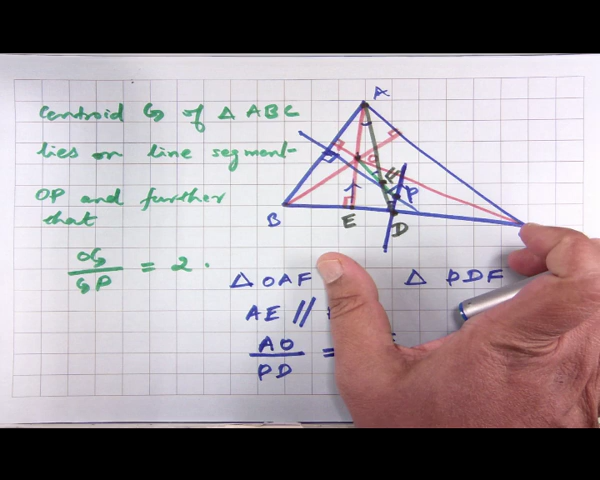 Centroid G of Δ ABC
lies on line segment
OP and further
that
OG
GP
= 2.
A
O
F
P
B
E
D
Δ OAF
Δ PDF
AE //
AO
PD
=